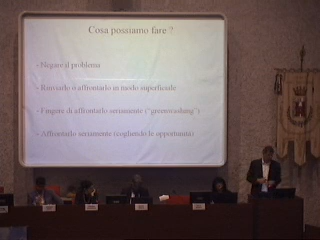 Cosa possiamo fare ?
- Negare il problema
- Rinviarlo o affrontarlo in modo superficiale
- Fingere di affrontarlo seriamente ("greenwashing")
- Affrontarlo seriamente (cogliendo le opportunità)